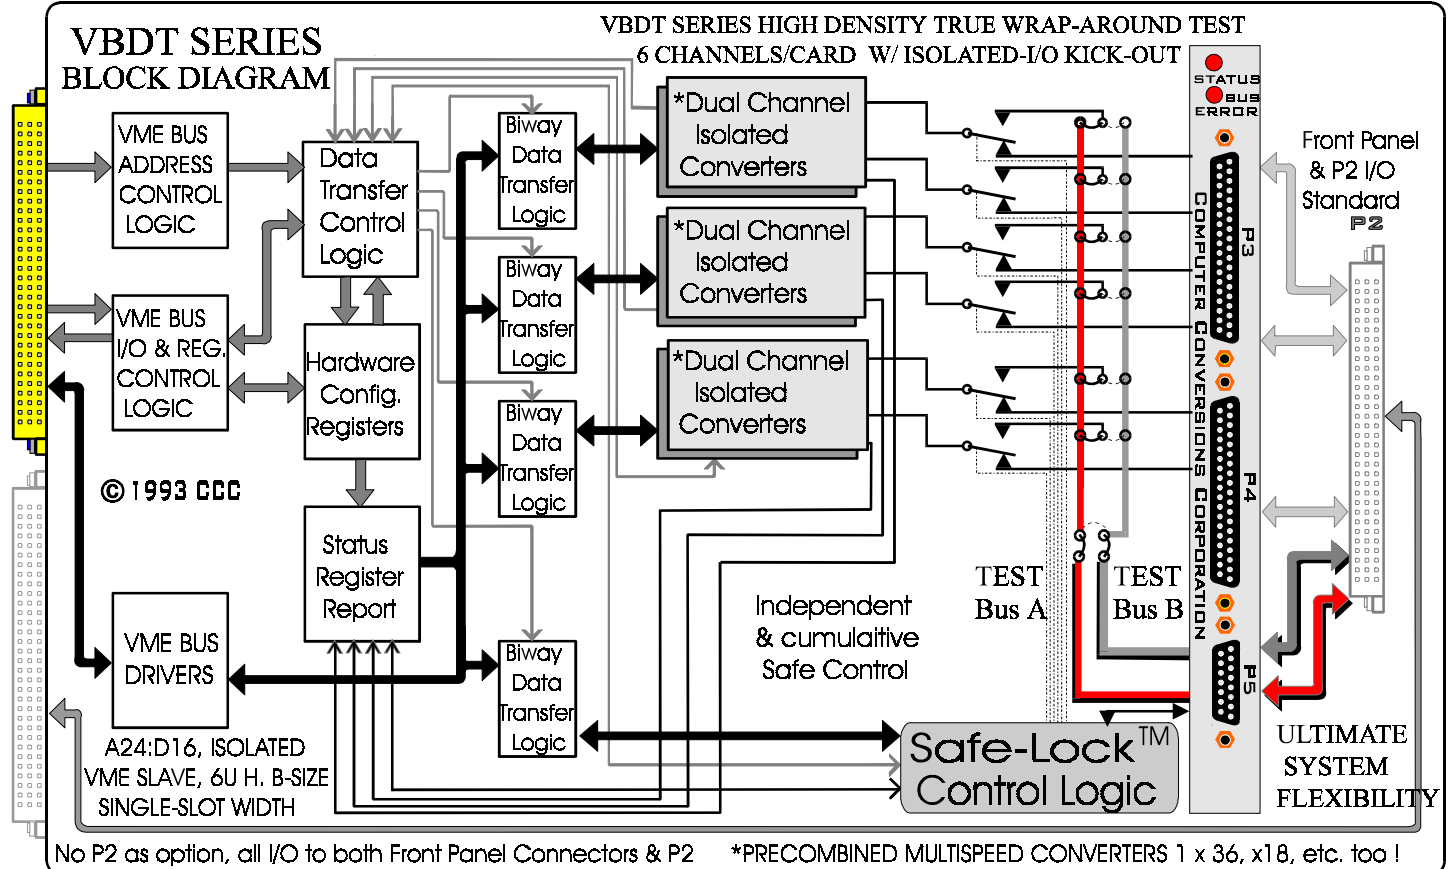 VBDT SERIES
BLOCK DIAGRAM
VBDT SERIES HIGH DENSITY TRUE WRAP-AROUND TEST
6 CHANNELS/CARD W/ ISOLATED-I/O KICK-OUT
VME BUS
ADDRESS
CONTROL
LOGIC
Data
Transfer
Control
Logic
VME BUS
I/O & REG.
CONTROL
LOGIC
Hardware
Config.
Registers
© 1993 CCC
Status
Register
Report
VME BUS
DRIVERS
A24:D16, ISOLATED
VME SLAVE, 6U H. B-SIZE
SINGLE-SLOT WIDTH
Biway
Data
Transfer
Logic
Biway
Data
Transfer
Logic
Biway
Data
Transfer
Logic
Biway
Data
Transfer
Logic
*Dual Channel
Isolated
Converters
*Dual Channel
Isolated
Converters
*Dual Channel
Isolated
Converters
Independent
& cumulaitive
Safe Control
TEST
Bus A
TEST
Bus B
Safe-Lock™
Control Logic
STATUS
BUS
ERROR
COMPUTER CONVERSIONS CORPORATION
P3
P4
P5
Front Panel
& P2 I/O
Standard
P2
ULTIMATE
SYSTEM
FLEXIBILITY
No P2 as option, all I/O to both Front Panel Connectors & P2
*PRECOMBINED MULTISPEED CONVERTERS 1 x 36, x18, etc. too !